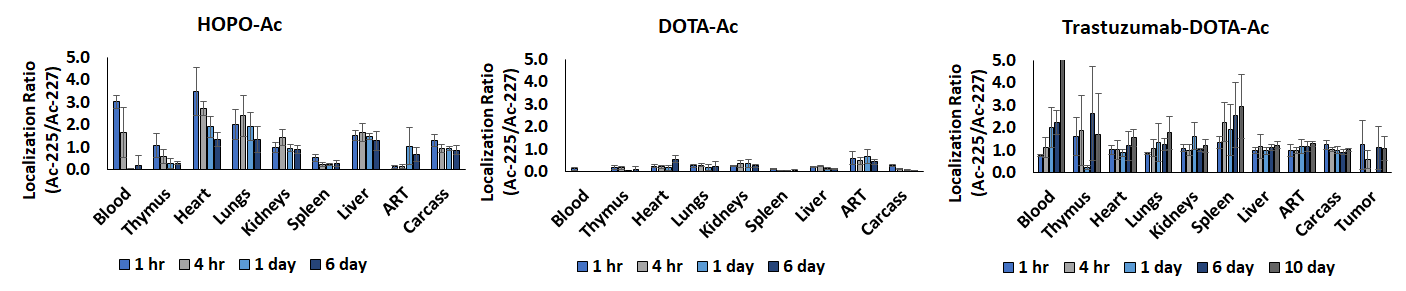 HOPO-Ac
Localization Ratio
(Ac-225/Ac-227)
5.0
4.0
3.0
2.0
1.0
0.0
Blood
Thymus
Heart
Lungs
Kidneys
Spleen
Liver
ART
Carcass
1 hr
4 hr
1 day
6 day
DOTA-Ac
Localization Ratio
(Ac-225/Ac-227)
5.0
4.0
3.0
2.0
1.0
0.0
Blood
Thymus
Heart
Lungs
Kidneys
Spleen
Liver
ART
Carcass
1 hr
4 hr
1 day
6 day
Trastuzumab-DOTA-Ac
Localization Ratio
(Ac-225/Ac-227)
5.0
4.0
3.0
2.0
1.0
0.0
Blood
Thymus
Heart
Lungs
Kidneys
Spleen
Liver
ART
Carcass
Tumor
1 hr
4 hr
1 day
6 day
10 day